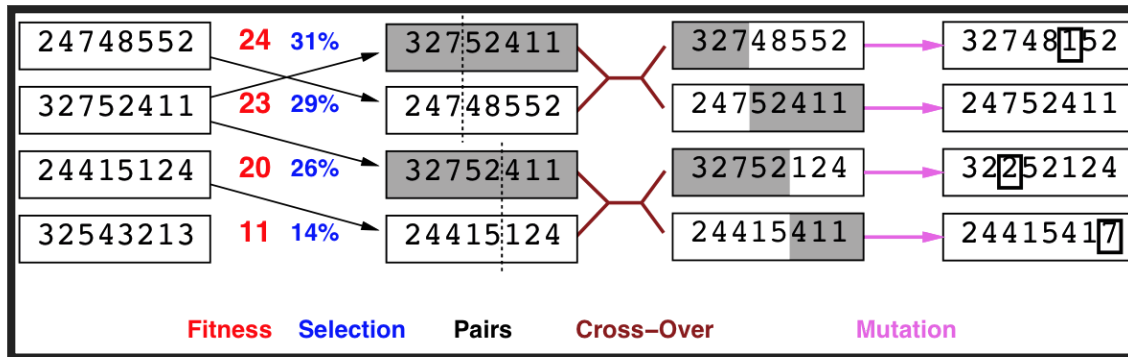 24748552 24 31% 32752411 32748552 32748152
32752411 23 29% 24748552 24752411 24752411
24415124 20 26% 32752411 32752124 32252124
32543213 11 14% 24415124 24415411 24415417
Fitness Selection Pairs Cross−Over Mutation